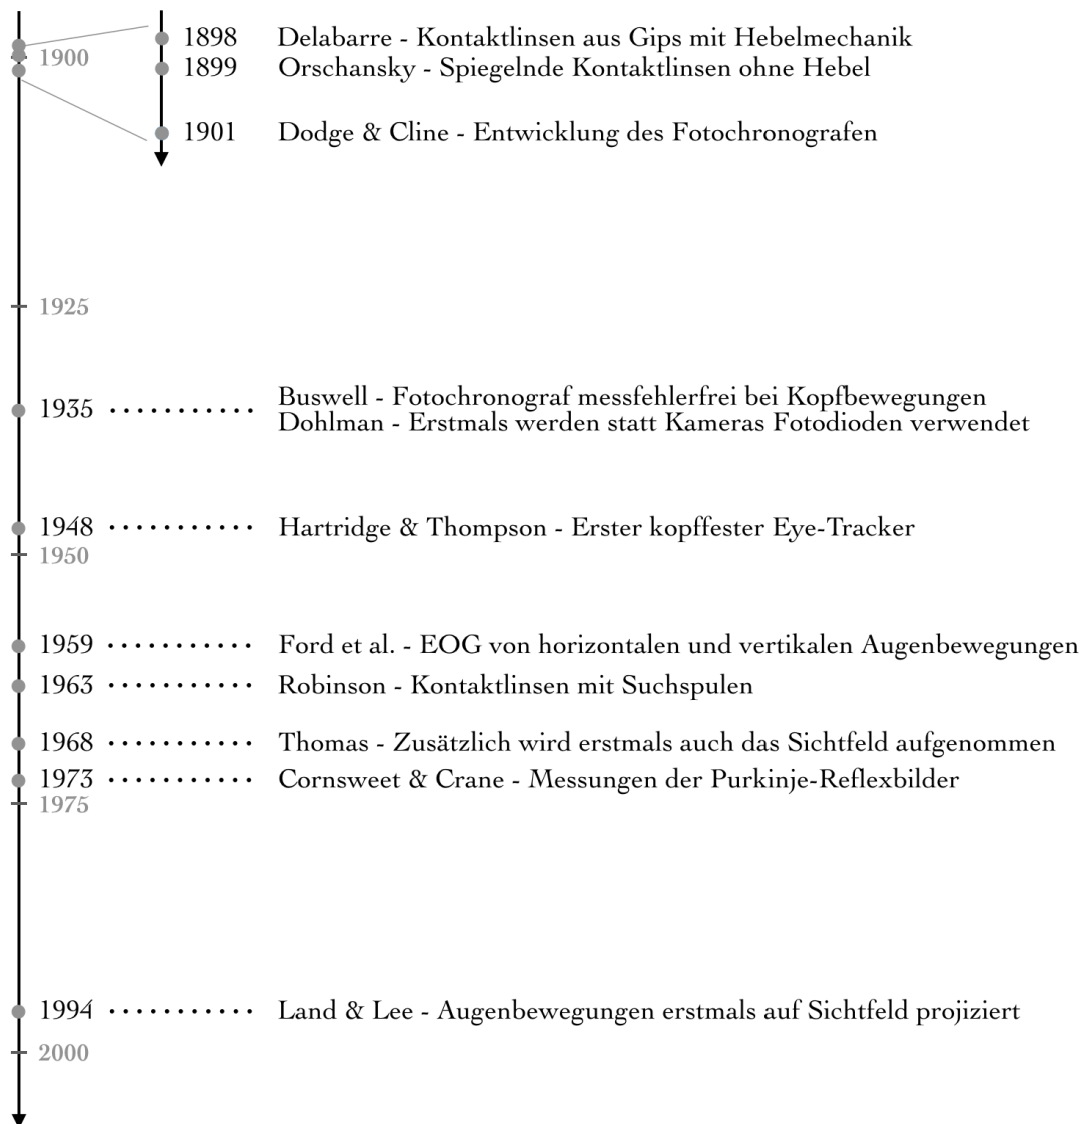 1898 Delabarre - Kontaktlinsen aus Gips mit Hebelmechanik
1900
1899 Orschansky - Spiegelnde Kontaktlinsen ohne Hebel
1901 Dodge & Cline - Entwicklung des Fotochronografen
1925
Buswell - Fotochronograf messfehlerfrei bei Kopfbewegungen
1935 ...........
Dohlman - Erstmals werden statt Kameras Fotodioden verwendet
1948 ........... Hartridge & Thompson - Erster kopffester Eye-Tracker
1950
1959 ........... Ford et al. - EOG von horizontalen und vertikalen Augenbewegungen
1963 ........... Robinson - Kontaktlinsen mit Suchspulen
1968 ........... Thomas - Zusätzlich wird erstmals auch das Sichtfeld aufgenommen
1973 ........... Cornsweet & Crane - Messungen der Purkinje-Reflexbilder
1975
1994 ........... Land & Lee - Augenbewegungen erstmals auf Sichtfeld projiziert
2000